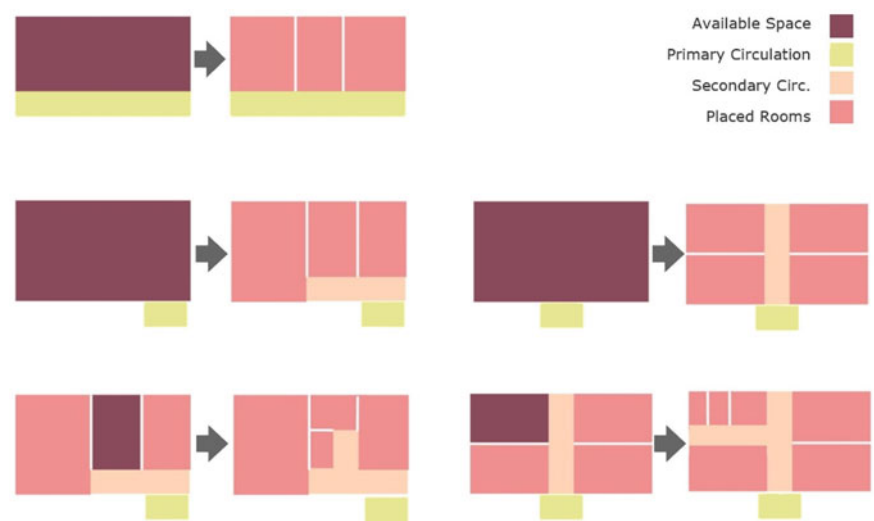 Available Space
Primary Circulation
Secondary Circ.
Placed Rooms